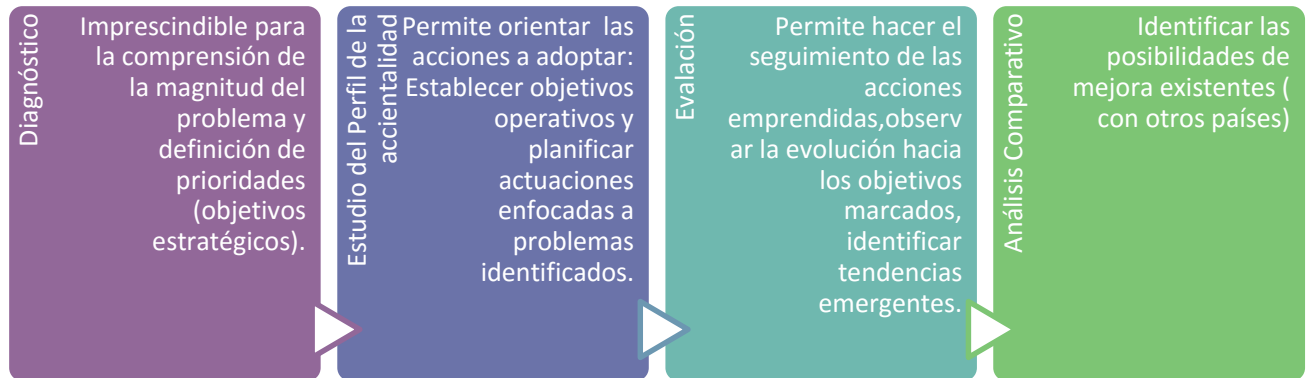 Diagnóstico
Imprescindible para
la comprensión de
la magnitud del
problema y
definición de
prioridades
(objetivos
estratégicos).
Estudio del Perfil de la
accientalidad
Permite orientar  las
acciones a adoptar:
Establecer objetivos
operativos y
planificar
actuaciones
enfocadas a
problemas
identificados.
Evalación
Permite hacer el
seguimiento de las
acciones
emprendidas,observ
ar la evolución hacia
los objetivos
marcados,
identificar
tendencias
emergentes.
Análisis Comparativo
Identificar las
posibilidades de
mejora existentes (
con otros países)